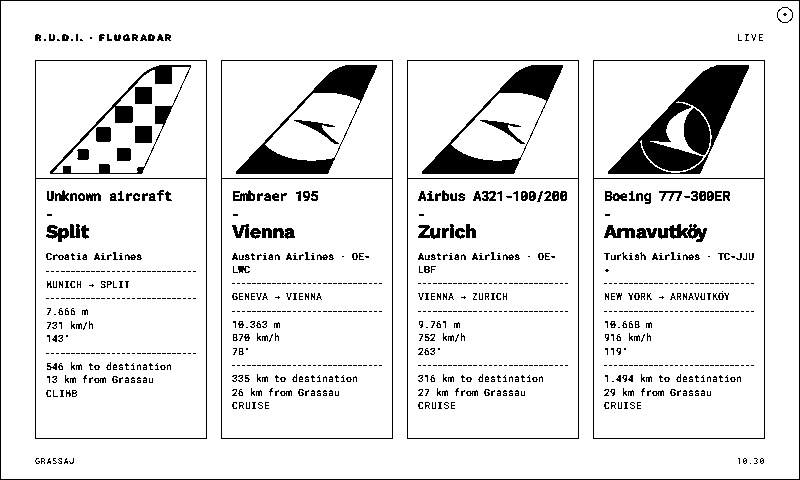 R.U.D.I. · FLUGRADAR
LIVE
Unknown aircraft
-
Split
Croatia Airlines
MUNICH → SPLIT
7.666 m
731 km/h
143°
546 km to destination
13 km from Grassau
CLIMB
Embraer 195
-
Vienna
Austrian Airlines · OE-
LWC
GENEVA → VIENNA
10.363 m
870 km/h
78°
335 km to destination
26 km from Grassau
CRUISE
Airbus A321-100/200
-
Zurich
Austrian Airlines · OE-
LBF
VIENNA → ZURICH
9.761 m
752 km/h
263°
316 km to destination
27 km from Grassau
CRUISE
Boeing 777-300ER
-
Arnavutköy
Turkish Airlines · TC-JJU
NEW YORK → ARNAVUTKÖY
10.668 m
916 km/h
119°
1.494 km to destination
29 km from Grassau
CRUISE
GRASSAU
10.30